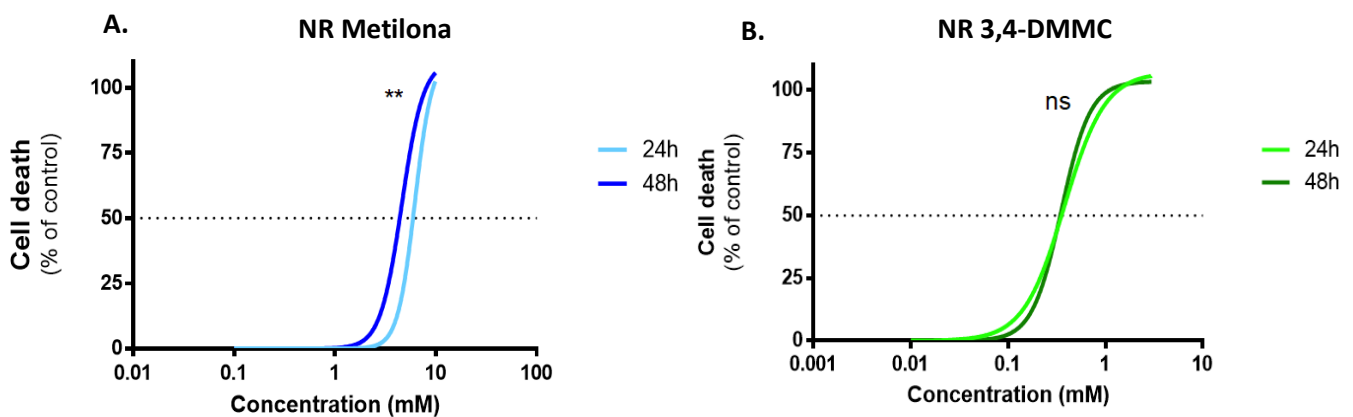 A.
NR Metilona
100
75
50
25
0
0.01
0.1
1
10
100
**
Cell death
(% of control)
Concentration (mM)
24h
48h
B.
NR 3,4-DMMC
100
75
50
25
0
0.001
0.01
0.1
1
10
ns
Cell death
(% of control)
Concentration (mM)
24h
48h